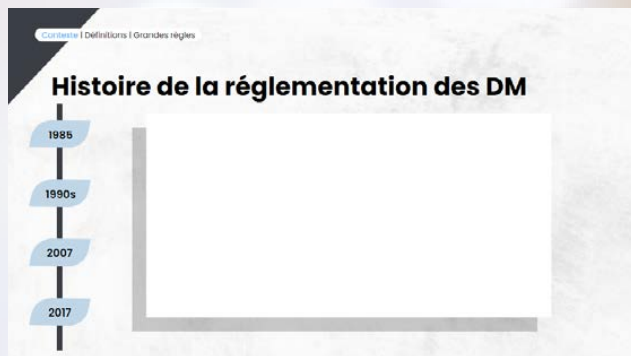 Contexte | Définitions | Grandes règles
Histoire de la réglementation des DM
1985
1990s
2007
2017